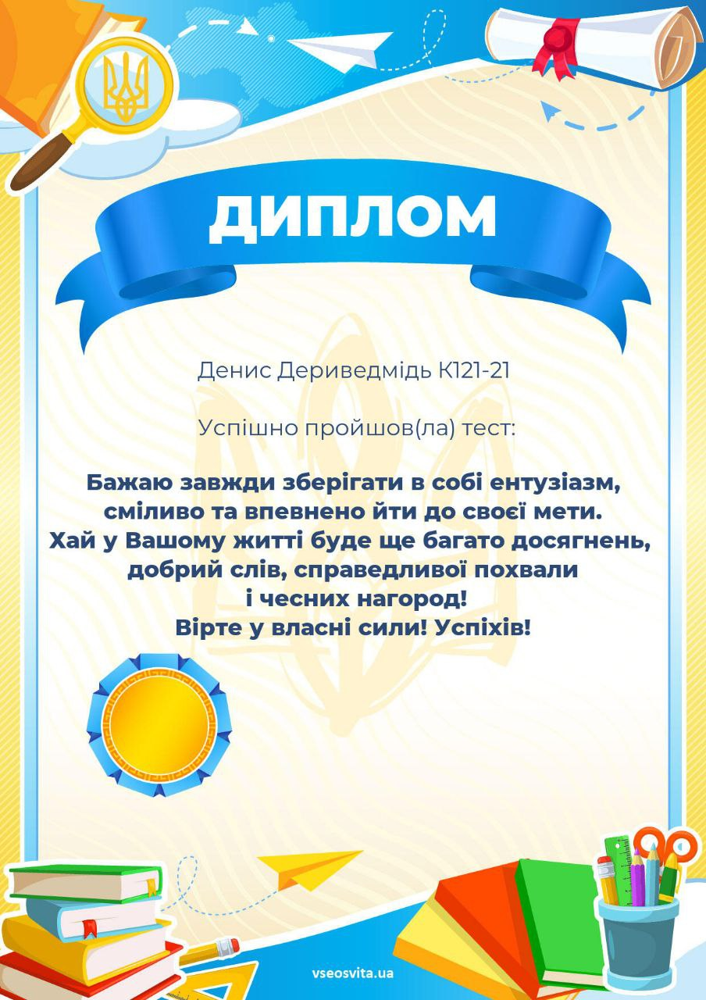 ДИПЛОМ
Денис Дериведмідь К121-21
Успішно пройшов(ла) тест:
Бажаю завжди зберігати в собі ентузіазм,
сміливо та впевнено йти до своєї мети.
Хай у Вашому житті буде ще багато досягнень,
добрий слів, справедливої похвали
і чесних нагород!
Вірте у власні сили! Успіхів!
vseosvita.ua